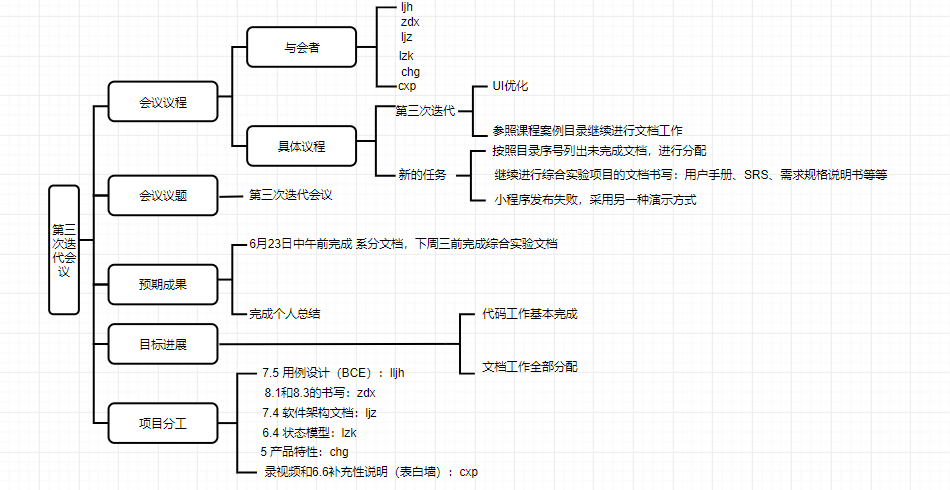 第三次迭代会议
会议议程
与会者
ljh
zdx
ljz
lzk
chg
cxp
具体议程
第三次迭代
UI优化
参照课程案例目录继续进行文档工作
新的任务
按照目录序号列出未完成文档，进行分配
继续进行综合实验项目的文档书写：用户手册、SRS、需求规格说明书等等
小程序发布失败，采用另一种演示方式
会议议题
第三次迭代会议
预期成果
6月23日中午前完成 系分文档，下周三前完成综合实验文档
完成个人总结
目标进展
代码工作基本完成
文档工作全部分配
项目分工
7.5 用例设计（BCE）：lljh
8.1和8.3的书写：zdx
7.4 软件架构文档：ljz
6.4 状态模型：lzk
5 产品特性：chg
录视频和6.6补充性说明（表白墙）：cxp